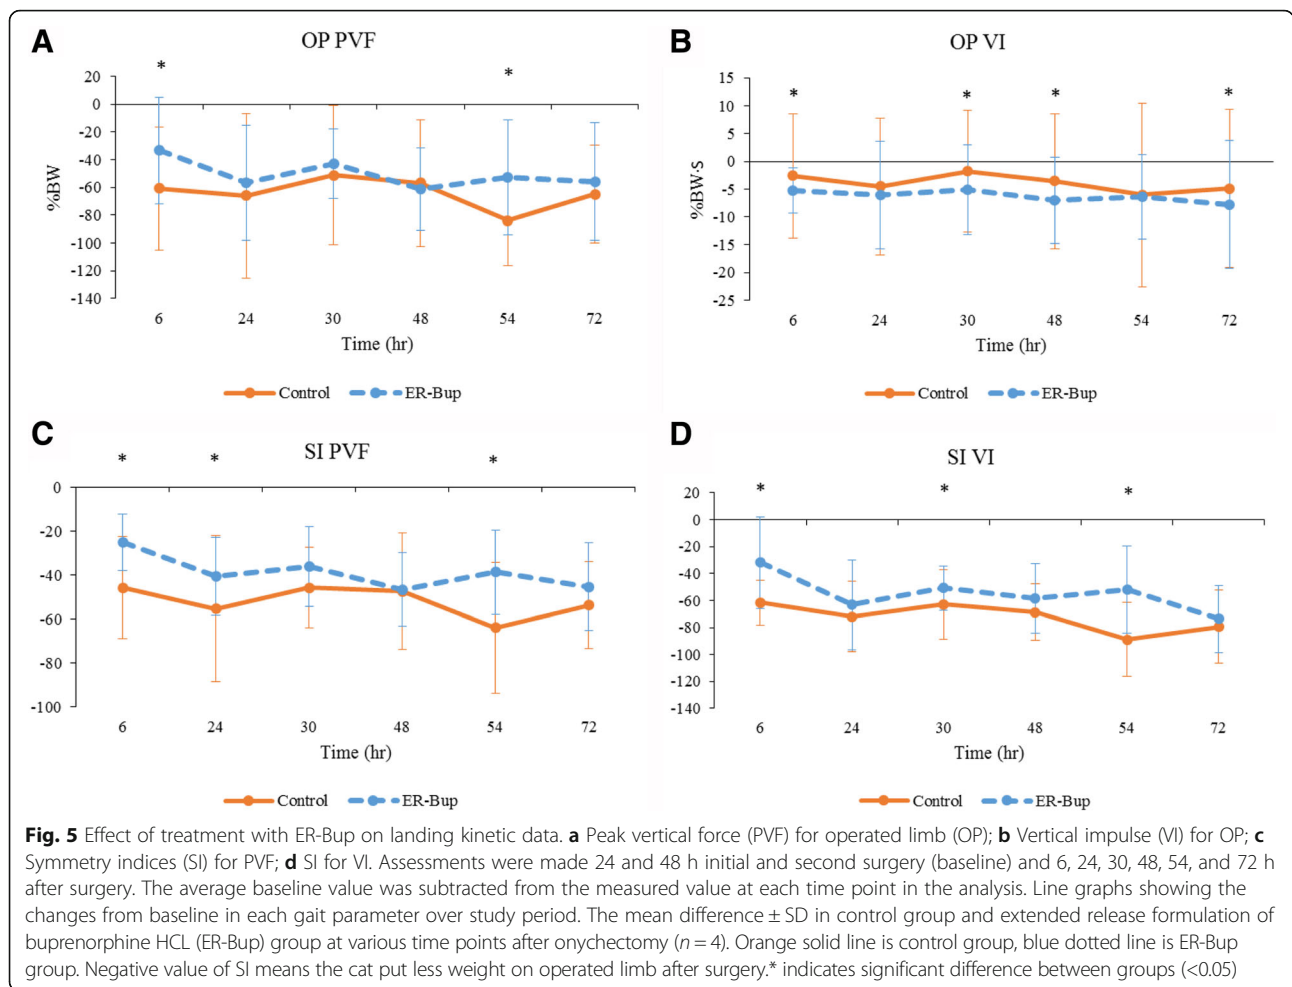 A
OP PVF
*
*
20
0
-20
-40
-60
-80
-100
-120
-140
%BW
6 24 30 48 54 72
Time (hr)
Control ER-Bup
B
OP VI
* * * *
15
10
5
0
-5
-10
-15
-20
-25
%BW·s
6 24 30 48 54 72
Time (hr)
Control ER-Bup
C
SI PVF
* * *
0
-20
-40
-60
-80
-100
6 24 30 48 54 72
Time (hr)
Control ER-Bup
D
SI VI
* * *
20
0
-20
-40
-60
-80
-100
-120
-140
6 24 30 48 54 72
Time (hr)
Control ER-Bup
Fig. 5 Effect of treatment with ER-Bup on landing kinetic data. a Peak vertical force (PVF) for operated limb (OP); b Vertical impulse (VI) for OP; c
Symmetry indices (SI) for PVF; d SI for VI. Assessments were made 24 and 48 h initial and second surgery (baseline) and 6, 24, 30, 48, 54, and 72 h
after surgery. The average baseline value was subtracted from the measured value at each time point in the analysis. Line graphs showing the
changes from baseline in each gait parameter over study period. The mean difference ± SD in control group and extended release formulation of
buprenorphine HCL (ER-Bup) group at various time points after onychectomy (n = 4). Orange solid line is control group, blue dotted line is ER-Bup
group. Negative value of SI means the cat put less weight on operated limb after surgery.* indicates significant difference between groups (<0.05)